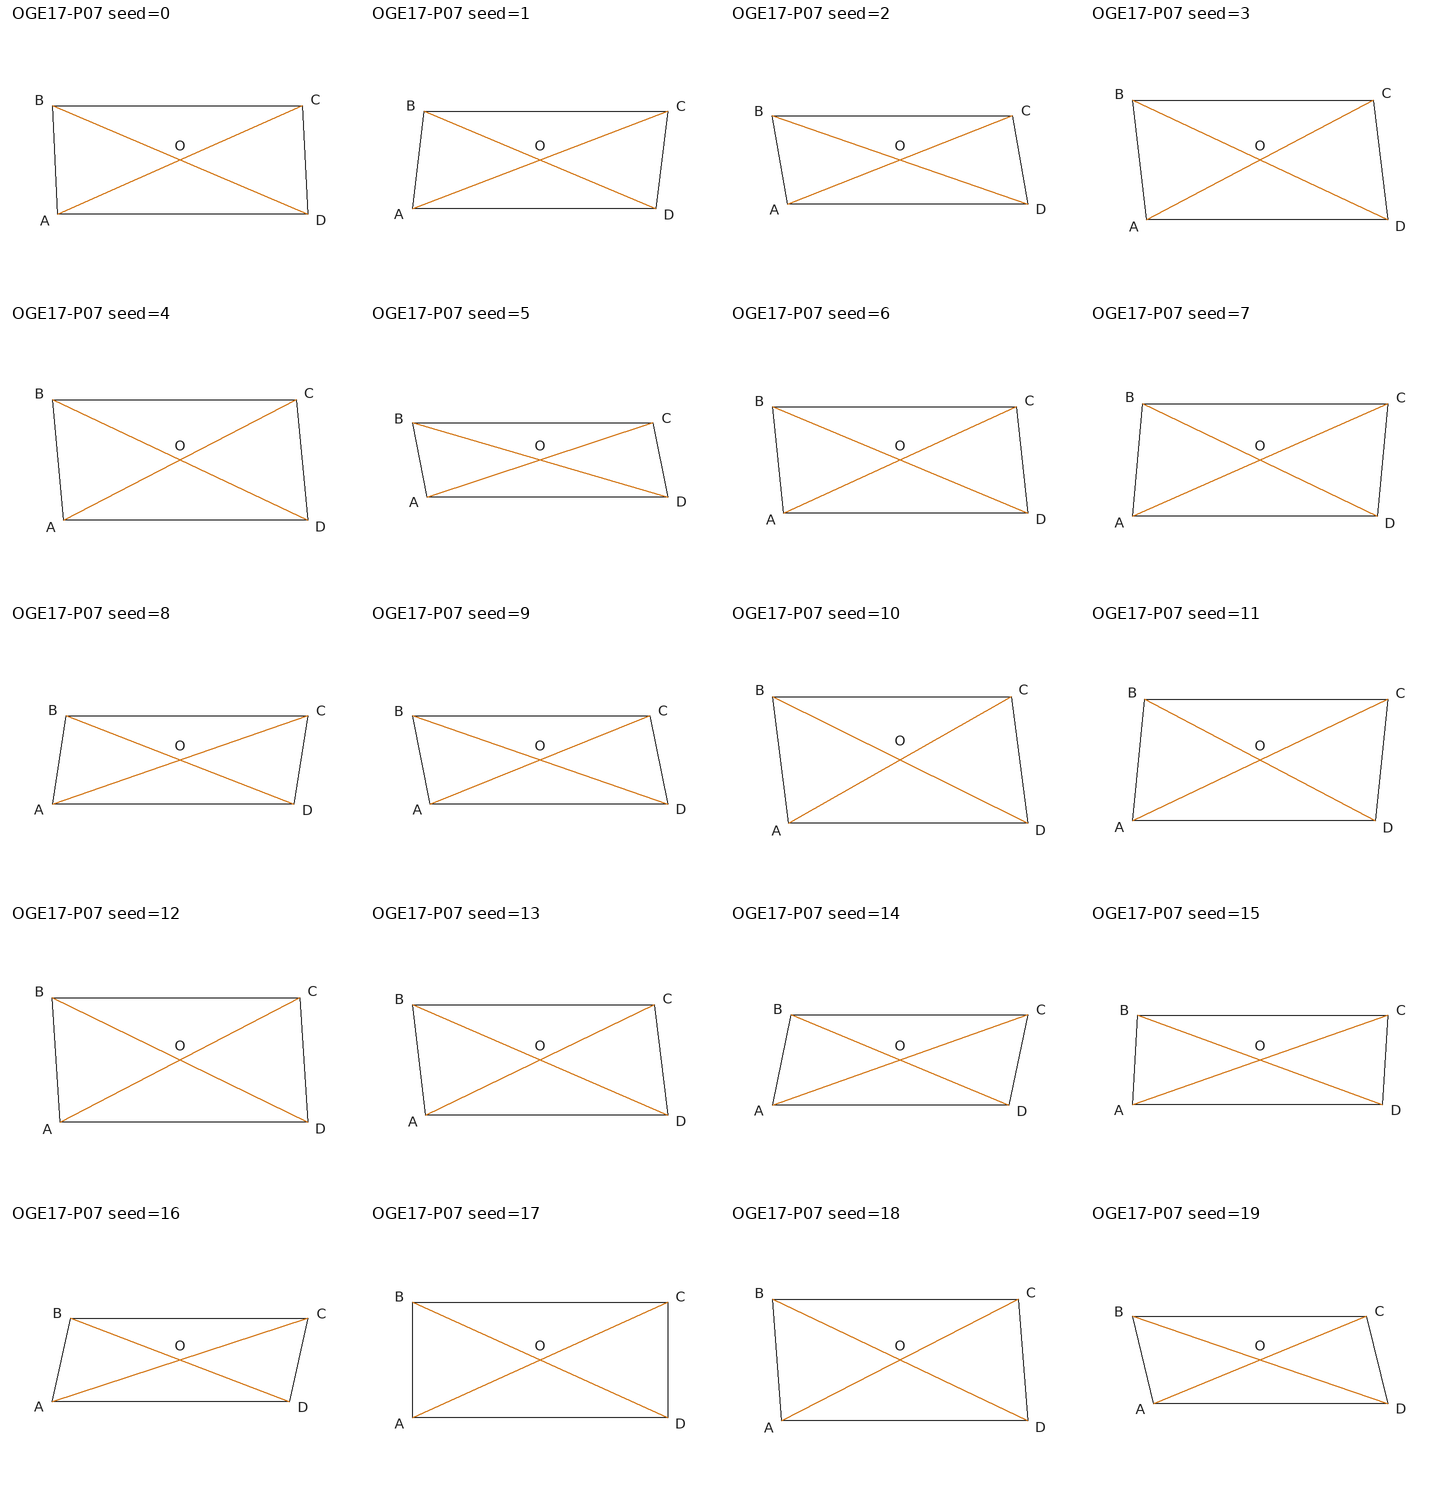 OGE17-P07 seed=0 OGE17-P07 seed=1 OGE17-P07 seed=2 OGE17-P07 seed=3
B C B C B C B C
O O O O
A D A D A D A D
OGE17-P07 seed=4 OGE17-P07 seed=5 OGE17-P07 seed=6 OGE17-P07 seed=7
B C B C B C B C
O O O O
A D A D A D A D
OGE17-P07 seed=8 OGE17-P07 seed=9 OGE17-P07 seed=10 OGE17-P07 seed=11
B C B C B C B C
O O O O
A D A D A D A D
OGE17-P07 seed=12 OGE17-P07 seed=13 OGE17-P07 seed=14 OGE17-P07 seed=15
B C B C B C B C
O O O O
A D A D A D A D
OGE17-P07 seed=16 OGE17-P07 seed=17 OGE17-P07 seed=18 OGE17-P07 seed=19
B C B C B C B C
O O O O
A D A D A D A D